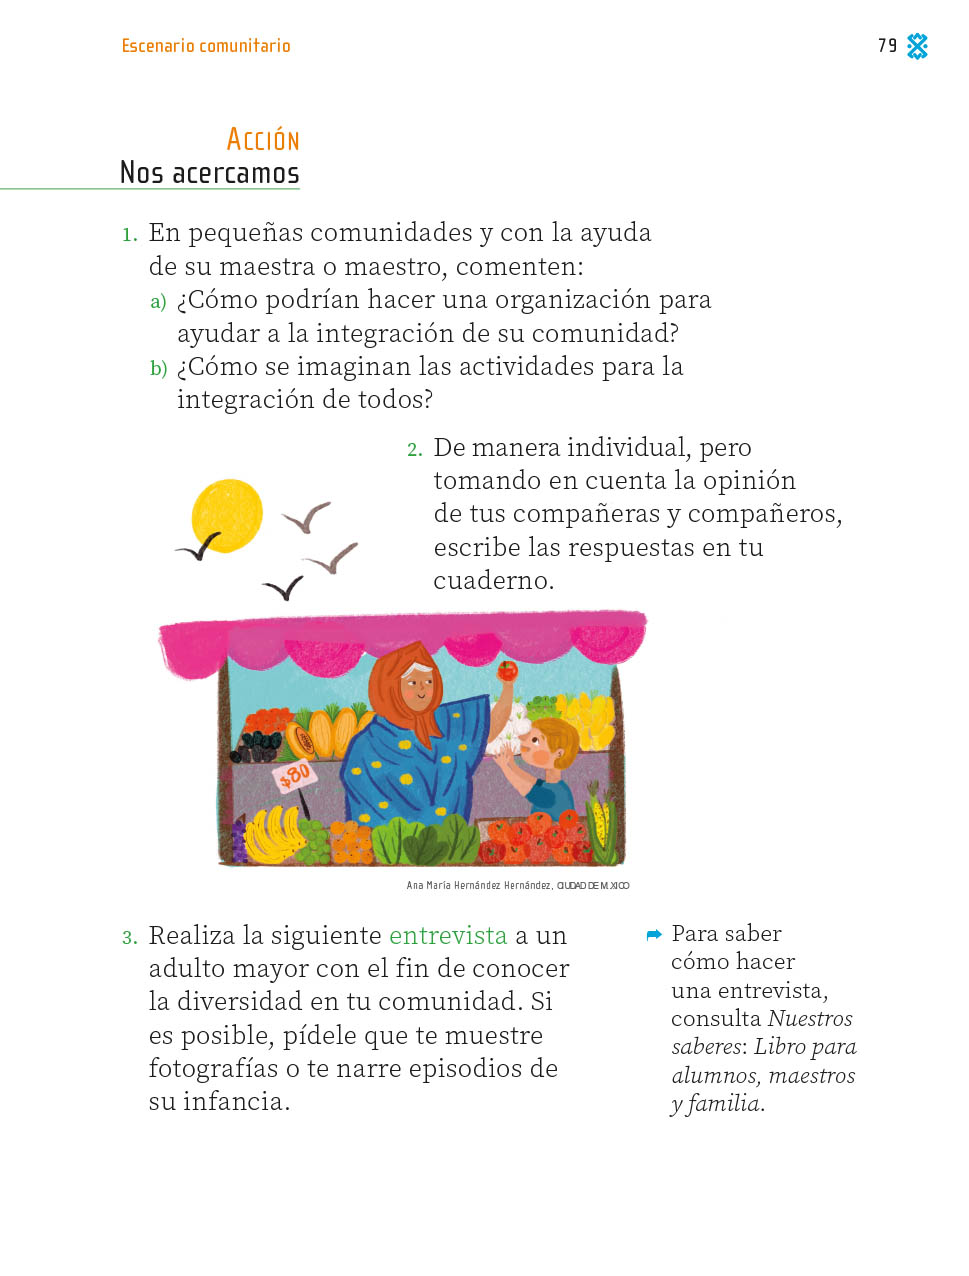 Escenario comunitario
79
Acción
Nos acercamos
1. En pequeñas comunidades y con la ayuda
de su maestra o maestro, comenten:
a) ¿Cómo podrían hacer una organización para
ayudar a la integración de su comunidad?
b) ¿Cómo se imaginan las actividades para la
integración de todos?
2. De manera individual, pero
tomando en cuenta la opinión
de tus compañeras y compañeros,
escribe las respuestas en tu
cuaderno.
$80
Ana María Hernández Hernández, CIUDAD DE M XICO
3. Realiza la siguiente entrevista a un
adulto mayor con el fin de conocer
la diversidad en tu comunidad. Si
es posible, pídele que te muestre
fotografías o te narre episodios de
su infancia.
Para saber
cómo hacer
una entrevista,
consulta Nuestros
saberes: Libro para
alumnos, maestros
y familia.